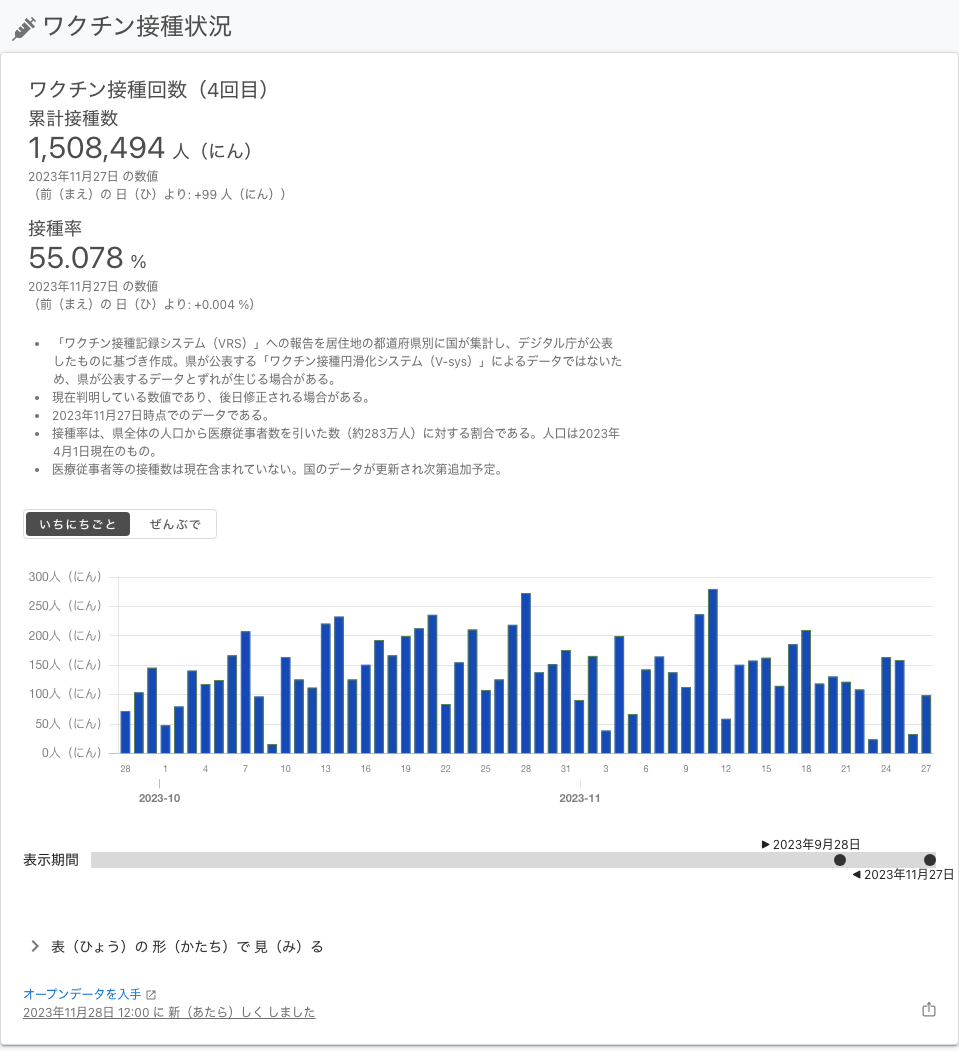 ワクチン接種状況
ワクチン接種回数（4回目）
累計接種数
1,508,494 人（にん）
2023年11月27日 の数値
（前（まえ）の 日（ひ）より: +99 人（にん））
接種率
55.078 %
2023年11月27日 の数値
（前（まえ）の 日（ひ）より: +0.004 %）
• 「ワクチン接種記録システム（VRS）」への報告を居住地の都道府県別に国が集計し、デジタル庁が公表
したものに基づき作成。県が公表する「ワクチン接種円滑化システム（V-sys）」によるデータではないた
め、県が公表するデータとずれが生じる場合がある。
• 現在判明している数値であり、後日修正される場合がある。
• 2023年11月27日時点でのデータである。
• 接種率は、県全体の人口から医療従事者数を引いた数（約283万人）に対する割合である。人口は2023年
4月1日現在のもの。
• 医療従事者等の接種数は現在含まれていない。国のデータが更新され次第追加予定。
いちにちごと ぜんぶで
300人（にん）
250人（にん）
200人（にん）
150人（にん）
100人（にん）
50人（にん）
0人（にん）
28 1 4 7 10 13 16 19 22 25 28 31 3 6 9 12 15 18 21 24 27
2023-10 2023-11
▶ 2023年9月28日
表示期間
◀ 2023年11月27日
表（ひょう）の 形（かたち）で 見（み）る
オープンデータを入手
2023年11月28日 12:00 に 新（あたら）しく しました